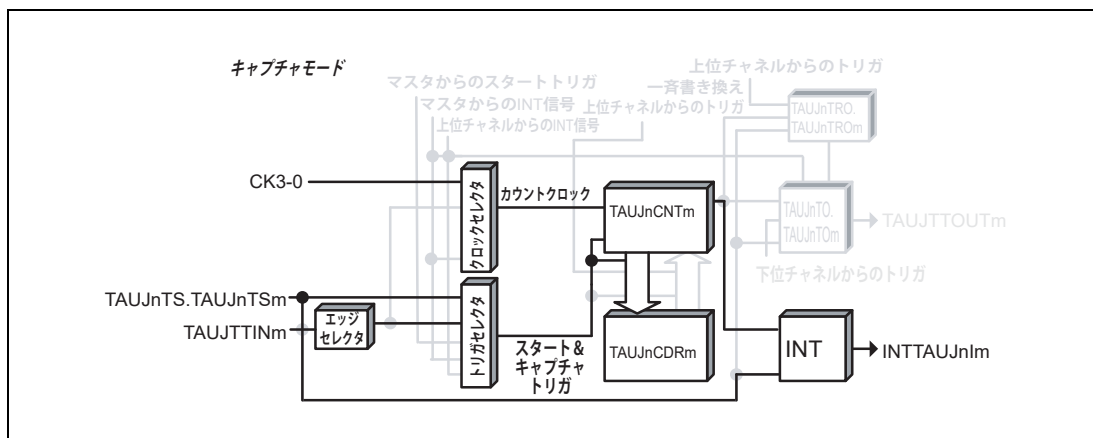 キャプチャモード
上位チャネルからのトリガ
マスタからのスタートトリガ
一斉書き換え
マスタからのINT信号
上位チャネルからのトリガ
上位チャネルからのINT信号
TAUJnTRO.
TAUJnTROm
CK3-0
クロックセレクタ
カウントクロック
TAUJnCNTm
TAUJnTO.
TAUJnTOm
TAUJTTOUTm
下位チャネルからのトリガ
TAUJnTS.TAUJnTSm
TAUJTTINm
エッジ
セレクタ
トリガセレクタ
スタート&
キャプチャ
トリガ
TAUJnCDRm
INT
INTTAUJnIm